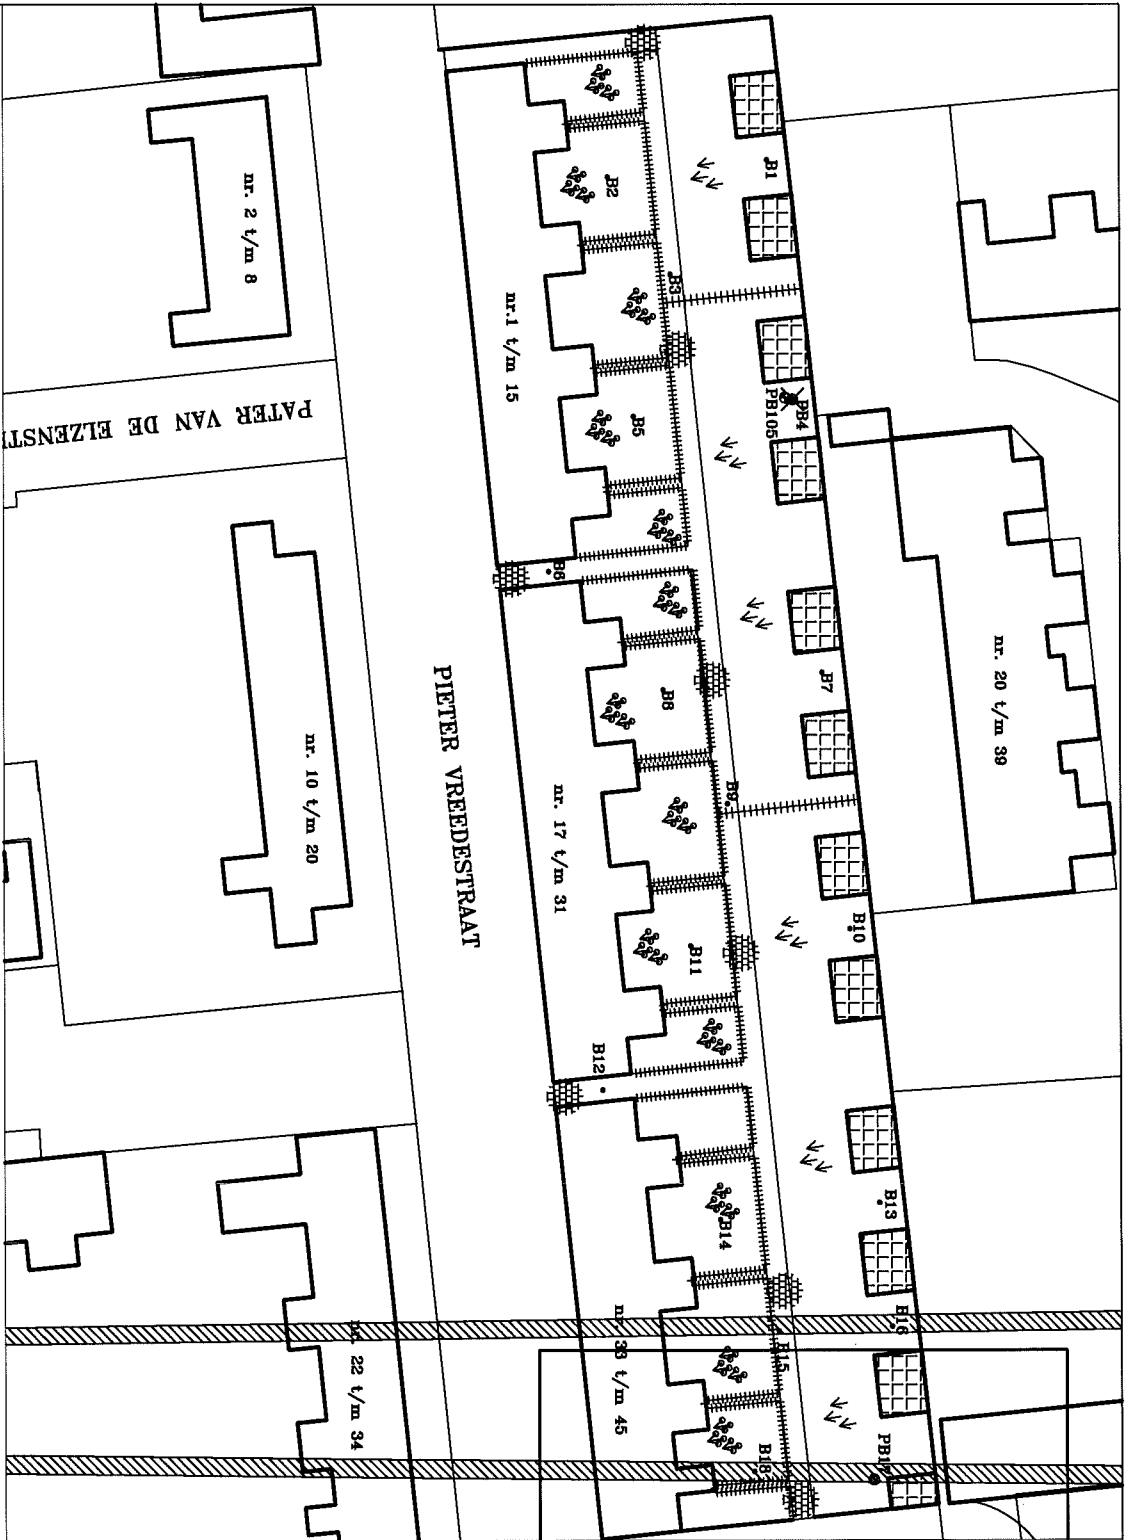 B1
B2
nr. 2 t/m 8
B3
nr.1 t/m 15
PB4
PB105
B5
PATER VAN DE ELZENST
B6
nr. 20 t/m 39
B7
B8
PIETER VREEDESTRAAT
nr. 10 t/m 20
B9
nr. 17 t/m 31
B10
B11
B12
B13
B14
B16
B15
nr. 33 t/m 45
nr. 22 t/m 34
PB17
B18